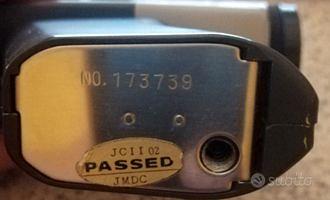 NO. 173739
JCII 02
PASSED
JMDC
subito